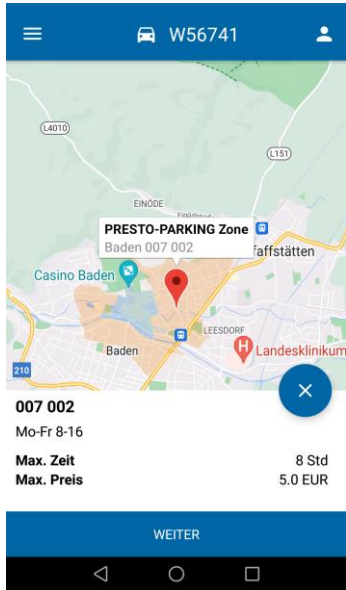 W56741
L4010
L151
EINÖDE
PRESTO-PARKING Zone
Baden 007 002
faffstätten
Casino Baden
LEESDORF
Baden
Landesklinikum
210
007 002
Mo-Fr 8-16
Max. Zeit 8 Std
Max. Preis 5.0 EUR
WEITER